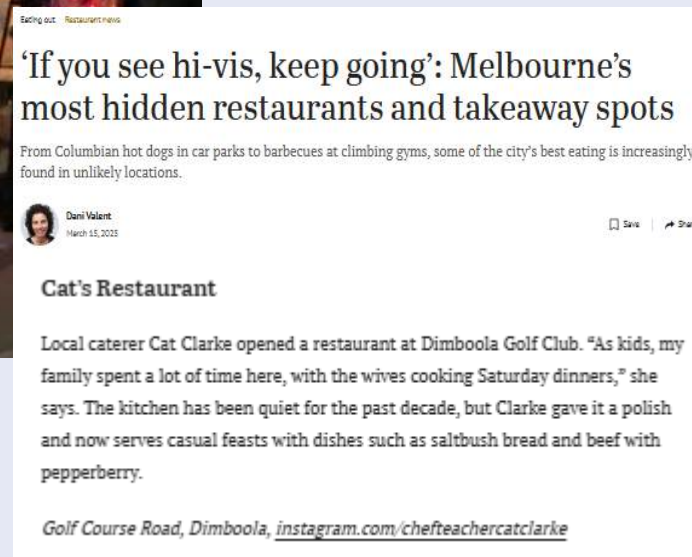 Eating out Restaurant news
‘If you see hi-vis, keep going’: Melbourne’s
most hidden restaurants and takeaway spots
From Columbian hot dogs in car parks to barbecues at climbing gyms, some of the city’s best eating is increasingly
found in unlikely locations.
Dani Valent
March 15, 2025
Save
Cat’s Restaurant
Local caterer Cat Clarke opened a restaurant at Dimboola Golf Club. “As kids, my
family spent a lot of time here, with the wives cooking Saturday dinners,” she
says. The kitchen has been quiet for the past decade, but Clarke gave it a polish
and now serves casual feasts with dishes such as saltbush bread and beef with
pepperberry.
Golf Course Road, Dimboola, instagram.com/chefteachercatclarke